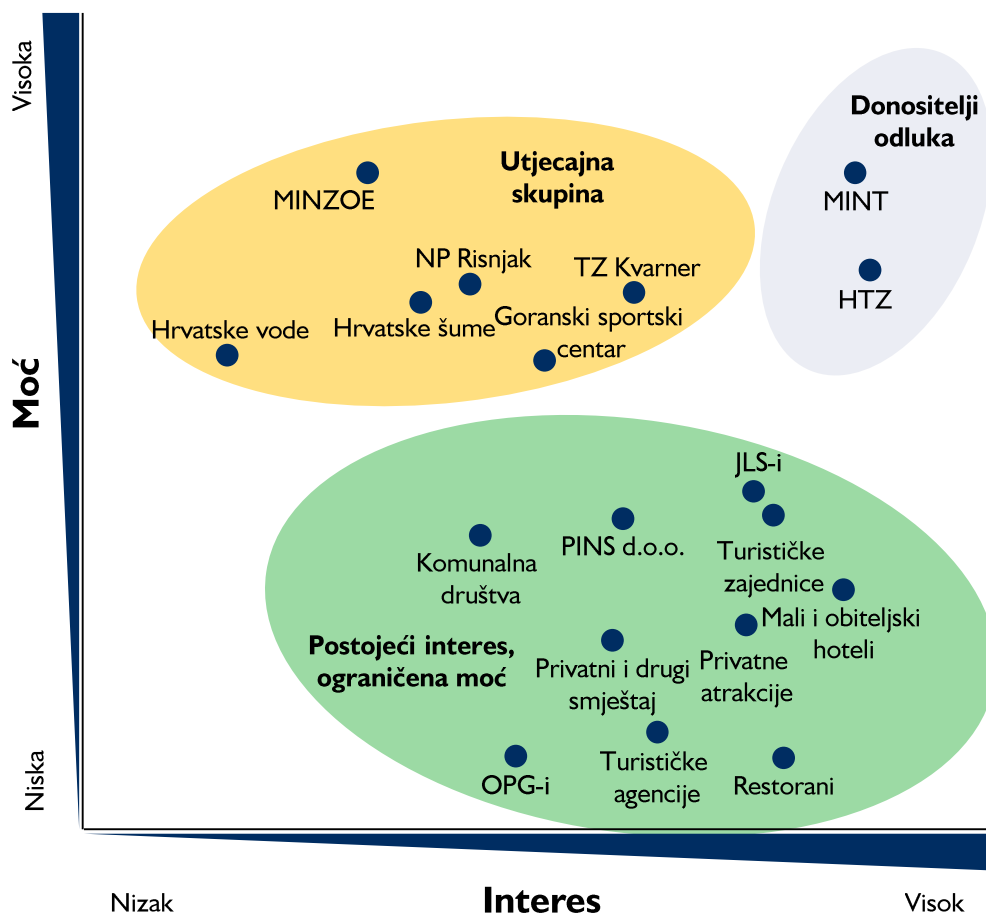 Visoka
Donositelji
odluka
Utjecajna
skupina
MINZOE
MINT
NP Risnjak
TZ Kvarner
HTZ
Hrvatske vode
Hrvatske šume
Goranski sportski
centar
Moć
JLS-i
PINS d.o.o.
Turističke
zajednice
Komunalna
društva
Mali i obiteljski
hoteli
Postojeći interes,
ograničena moć
Privatni i drugi
smještaj
Privatne
atrakcije
Niska
OPG-i
Turističke
agencije
Restorani
Nizak
Interes
Visok